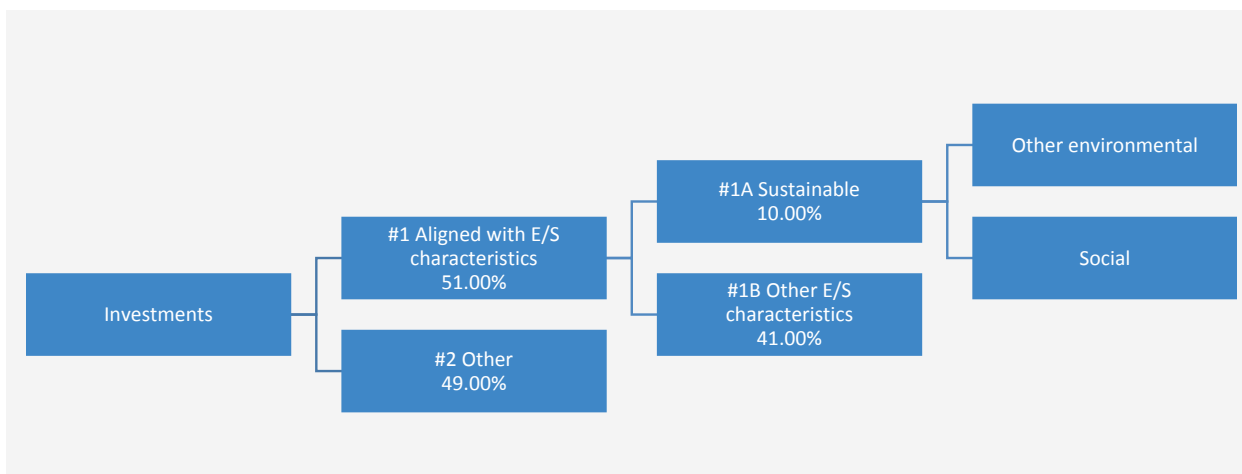 Investments
#1 Aligned with E/S
characteristics
51.00%
#2 Other
49.00%
#1A Sustainable
10.00%
#1B Other E/S
characteristics
41.00%
Other environmental
Social